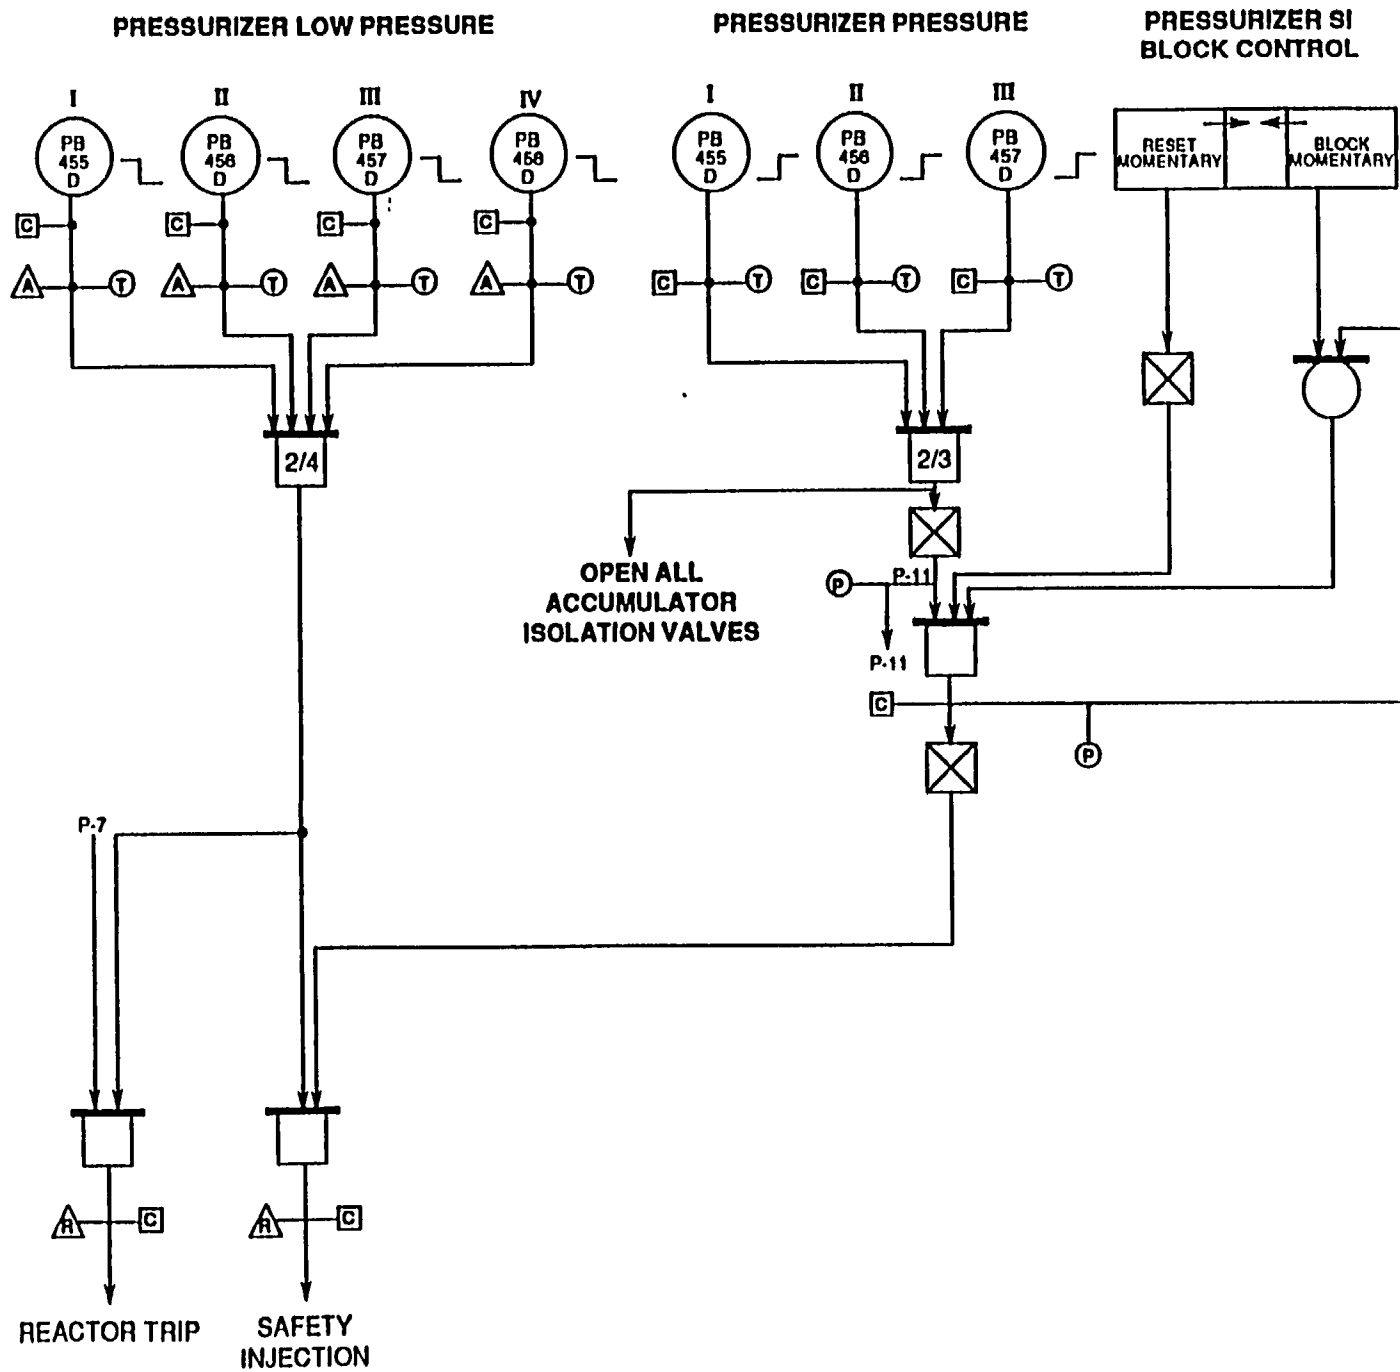 PRESSURIZER LOW PRESSURE
PRESSURIZER PRESSURE
PRESSURIZER SI
BLOCK CONTROL
I
II
III
IV
I
II
III
PB
455
D
PB
456
D
PB
457
D
PB
458
D
PB
455
D
PB
456
D
PB
457
D
RESET
MOMENTARY
BLOCK
MOMENTARY
C
C
C
C
A
T
A
T
A
T
A
T
C
T
C
T
C
T
2/4
2/3
OPEN ALL
ACCUMULATOR
ISOLATION VALVES
P
P-11
P-11
C
P
P-7
R
C
R
C
REACTOR TRIP
SAFETY
INJECTION